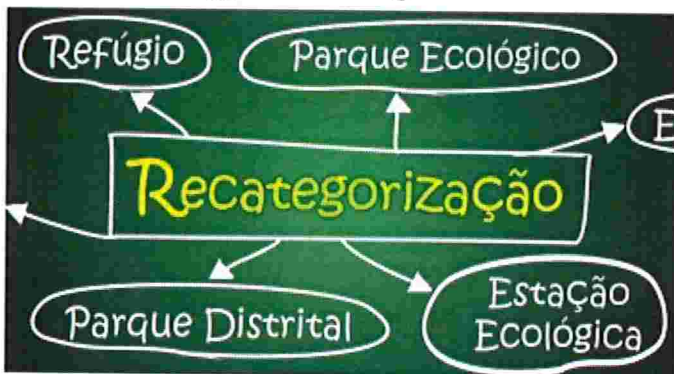 Refúgio
Parque Ecológico
E
Recategorização
Parque Distrital
Estação
Ecológica